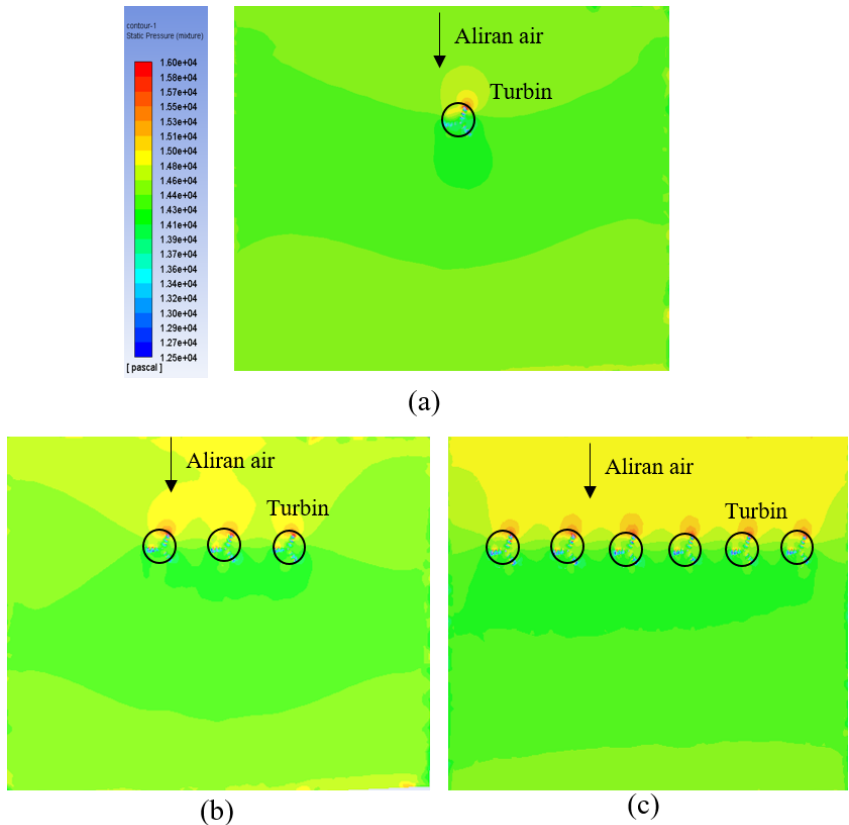 contour-1
Static Pressure (mixture)
1.60e+04
1.58e+04
1.56e+04
1.55e+04
1.53e+04
1.51e+04
1.50e+04
1.48e+04
1.46e+04
1.44e+04
1.43e+04
1.41e+04
1.39e+04
1.37e+04
1.36e+04
1.34e+04
1.32e+04
1.30e+04
1.29e+04
1.27e+04
1.25e+04
[ pascal ]
Aliran air
Turbin
(a)
Aliran air
Turbin
(b)
Aliran air
Turbin
(c)